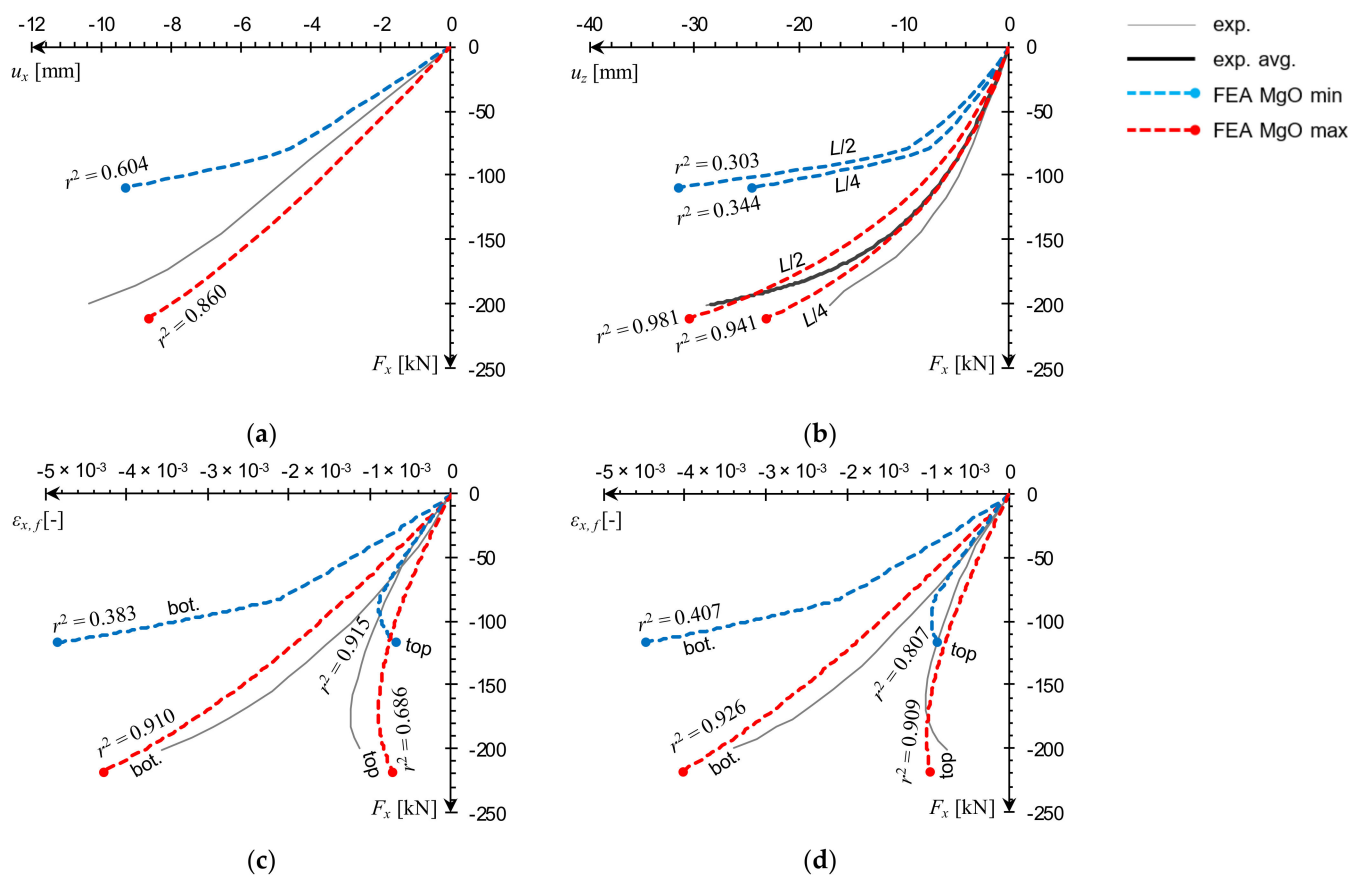 -12 -10 -8 -6 -4 -2 0
u_x [mm]
0
-50
-100
-150
-200
-250
r² = 0.604
r² = 0.860
F_x [kN]
(a)
-40 -30 -20 -10 0
u_z [mm]
0
-50
-100
-150
-200
-250
r² = 0.303
L/2
L/4
r² = 0.344
L/2
r² = 0.981
r² = 0.941
L/4
F_x [kN]
(b)
exp.
exp. avg.
FEA MgO min
FEA MgO max
-5 × 10⁻³ -4 × 10⁻³ -3 × 10⁻³ -2 × 10⁻³ -1 × 10⁻³ 0
ε_x,f [-]
0
-50
-100
-150
-200
-250
r² = 0.383
bot.
r² = 0.915
top
r² = 0.910
bot.
r² = 0.686
top
F_x [kN]
(c)
-5 × 10⁻³ -4 × 10⁻³ -3 × 10⁻³ -2 × 10⁻³ -1 × 10⁻³ 0
ε_x,f [-]
0
-50
-100
-150
-200
-250
r² = 0.407
bot.
r² = 0.807
top
r² = 0.926
bot.
r² = 0.909
top
F_x [kN]
(d)